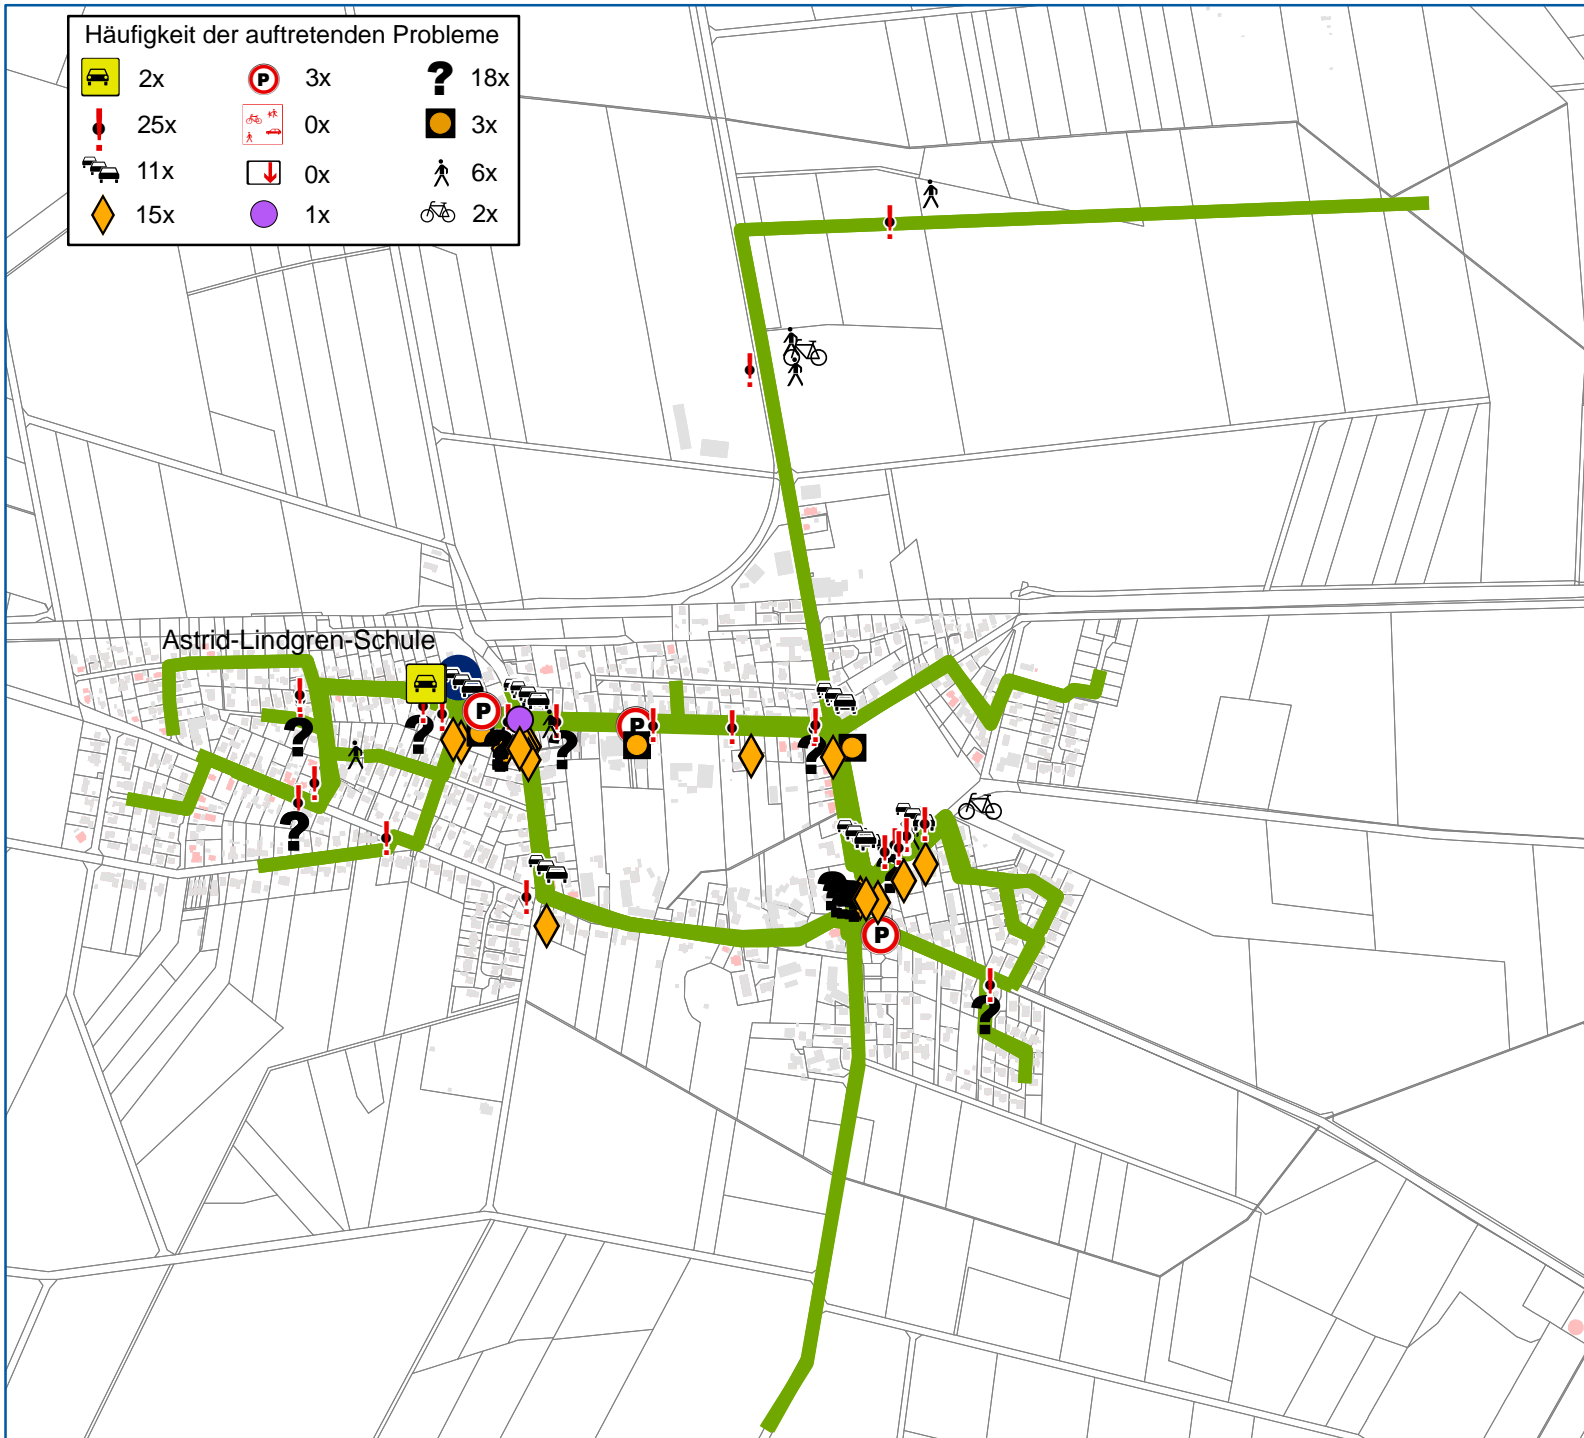 Häufigkeit der auftretenden Probleme
2x P 3x ? 18x
25x 0x 3x
11x 0x 6x
15x 1x 2x
Astrid-Lindgren-Schule
P
P
?
?
?
?
?
?
P
?
?